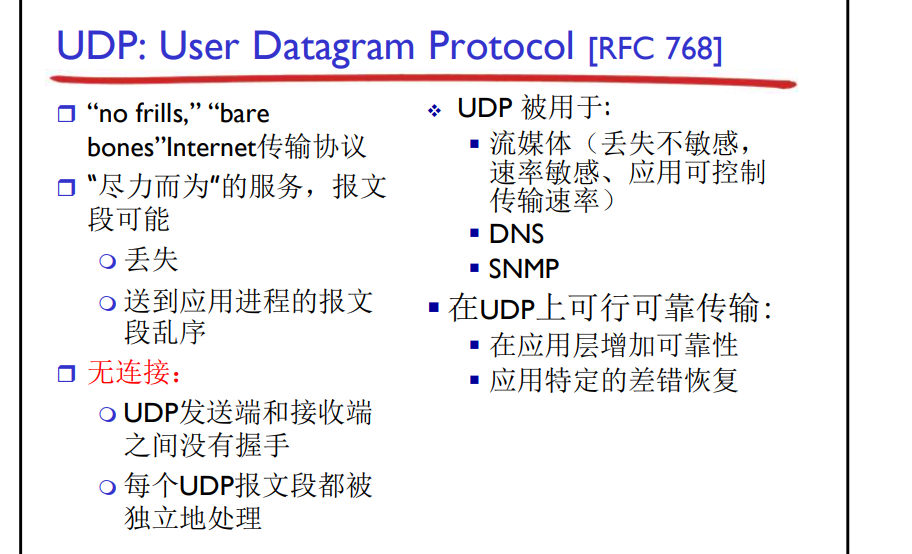 UDP: User Datagram Protocol [RFC 768]
“no frills,” “bare
bones”Internet传输协议
“尽力而为”的服务，报文
段可能
丢失
送到应用进程的报文
段乱序
无连接：
UDP发送端和接收端
之间没有握手
每个UDP报文段都被
独立地处理
UDP 被用于:
流媒体（丢失不敏感，
速率敏感、应用可控制
传输速率）
DNS
SNMP
在UDP上可行可靠传输:
在应用层增加可靠性
应用特定的差错恢复